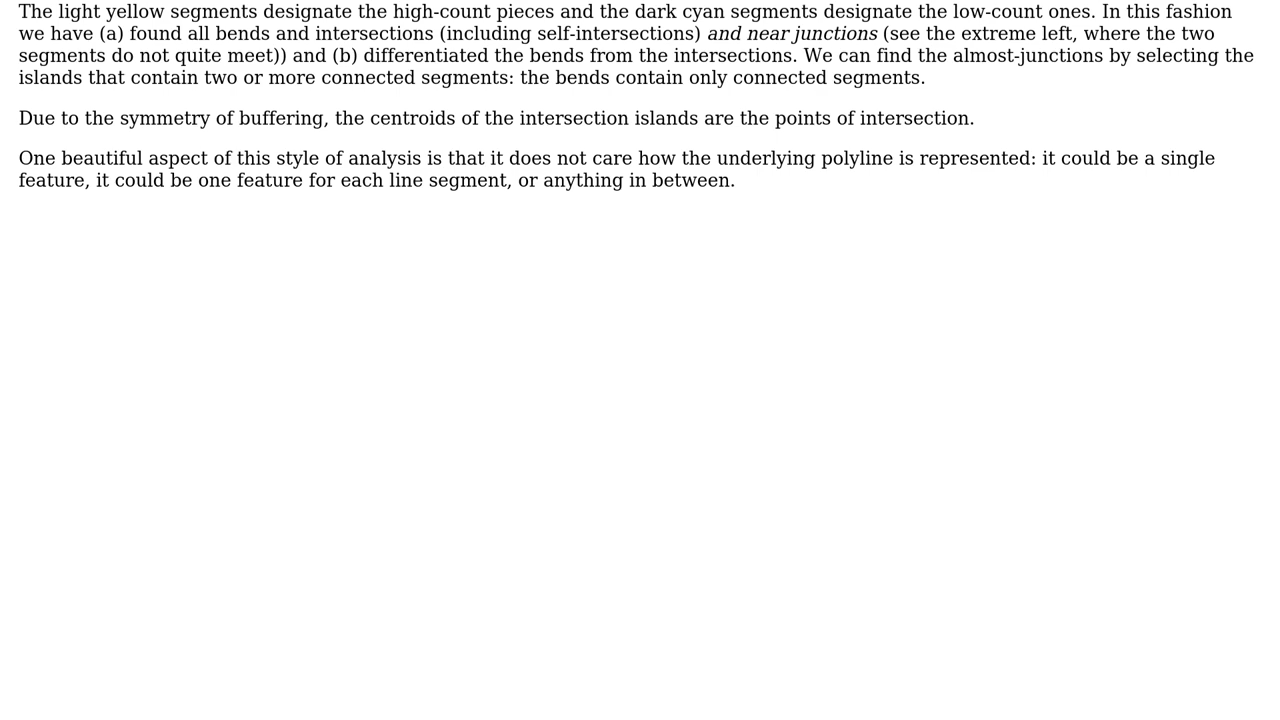 The light yellow segments designate the high-count pieces and the dark cyan segments designate the low-count ones. In this fashion
we have (a) found all bends and intersections (including self-intersections) and near junctions (see the extreme left, where the two
segments do not quite meet)) and (b) differentiated the bends from the intersections. We can find the almost-junctions by selecting the
islands that contain two or more connected segments: the bends contain only connected segments.
Due to the symmetry of buffering, the centroids of the intersection islands are the points of intersection.
One beautiful aspect of this style of analysis is that it does not care how the underlying polyline is represented: it could be a single
feature, it could be one feature for each line segment, or anything in between.